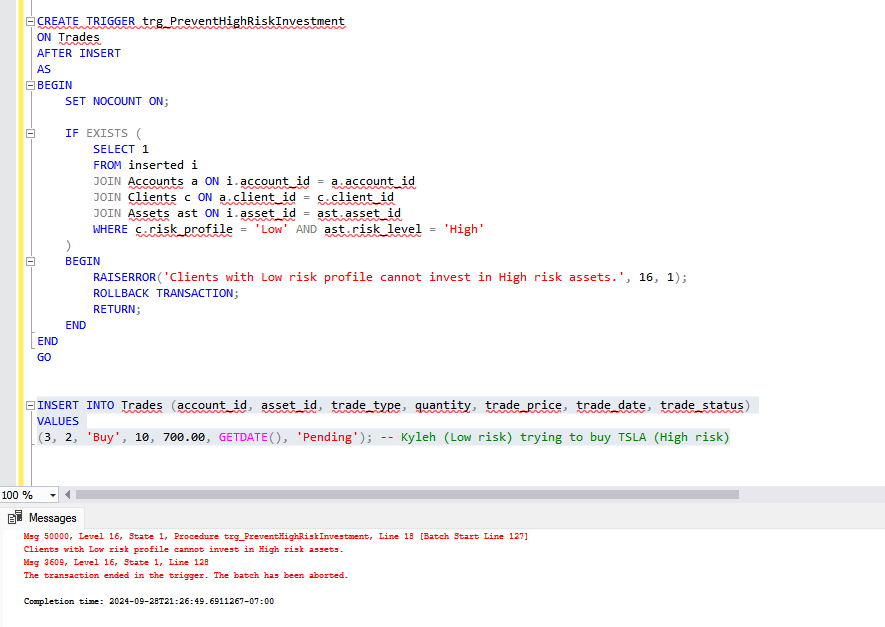 CREATE TRIGGER trg_PreventHighRiskInvestment
ON Trades
AFTER INSERT
AS
BEGIN
    SET NOCOUNT ON;

    IF EXISTS (
        SELECT 1
        FROM inserted i
        JOIN Accounts a ON i.account_id = a.account_id
        JOIN Clients c ON a.client_id = c.client_id
        JOIN Assets ast ON i.asset_id = ast.asset_id
        WHERE c.risk_profile = 'Low' AND ast.risk_level = 'High'
    )
    BEGIN
        RAISERROR('Clients with Low risk profile cannot invest in High risk assets.', 16, 1);
        ROLLBACK TRANSACTION;
        RETURN;
    END
END
GO

INSERT INTO Trades (account_id, asset_id, trade_type, quantity, trade_price, trade_date, trade_status)
VALUES
(3, 2, 'Buy', 10, 700.00, GETDATE(), 'Pending'); -- Kyleh (Low risk) trying to buy TSLA (High risk)
100 %
Messages
Msg 50000, Level 16, State 1, Procedure trg_PreventHighRiskInvestment, Line 18 [Batch Start Line 127]
Clients with Low risk profile cannot invest in High risk assets.
Msg 3609, Level 16, State 1, Line 128
The transaction ended in the trigger. The batch has been aborted.

Completion time: 2024-09-28T21:26:49.6911267-07:00